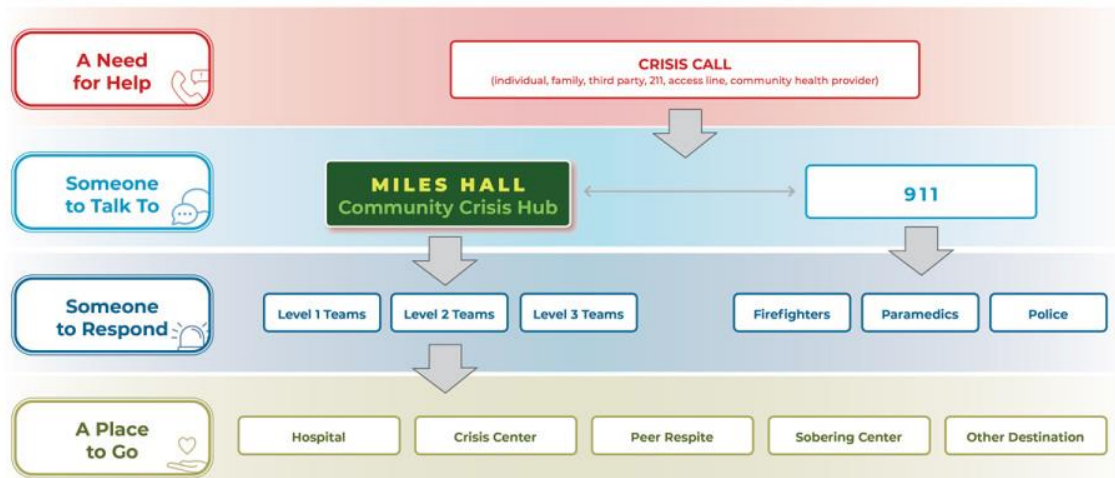 A Need
for Help
CRISIS CALL
(individual, family, third party, 211, access line, community health provider)
Someone
to Talk To
MILES HALL
Community Crisis Hub
911
Someone
to Respond
Level 1 Teams
Level 2 Teams
Level 3 Teams
Firefighters
Paramedics
Police
A Place
to Go
Hospital
Crisis Center
Peer Respite
Sobering Center
Other Destination